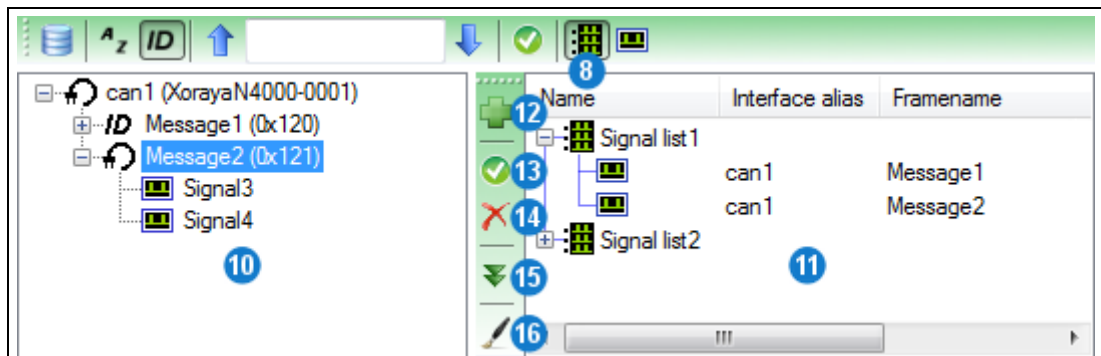 AZ ID
8
can1 (XorayaN4000-0001)
ID Message1 (0x120)
Message2 (0x121)
Signal3
Signal4
10
12
13
14
15
16
Name Interface alias Framename
Signal list1
can1 Message1
can1 Message2
Signal list2
11